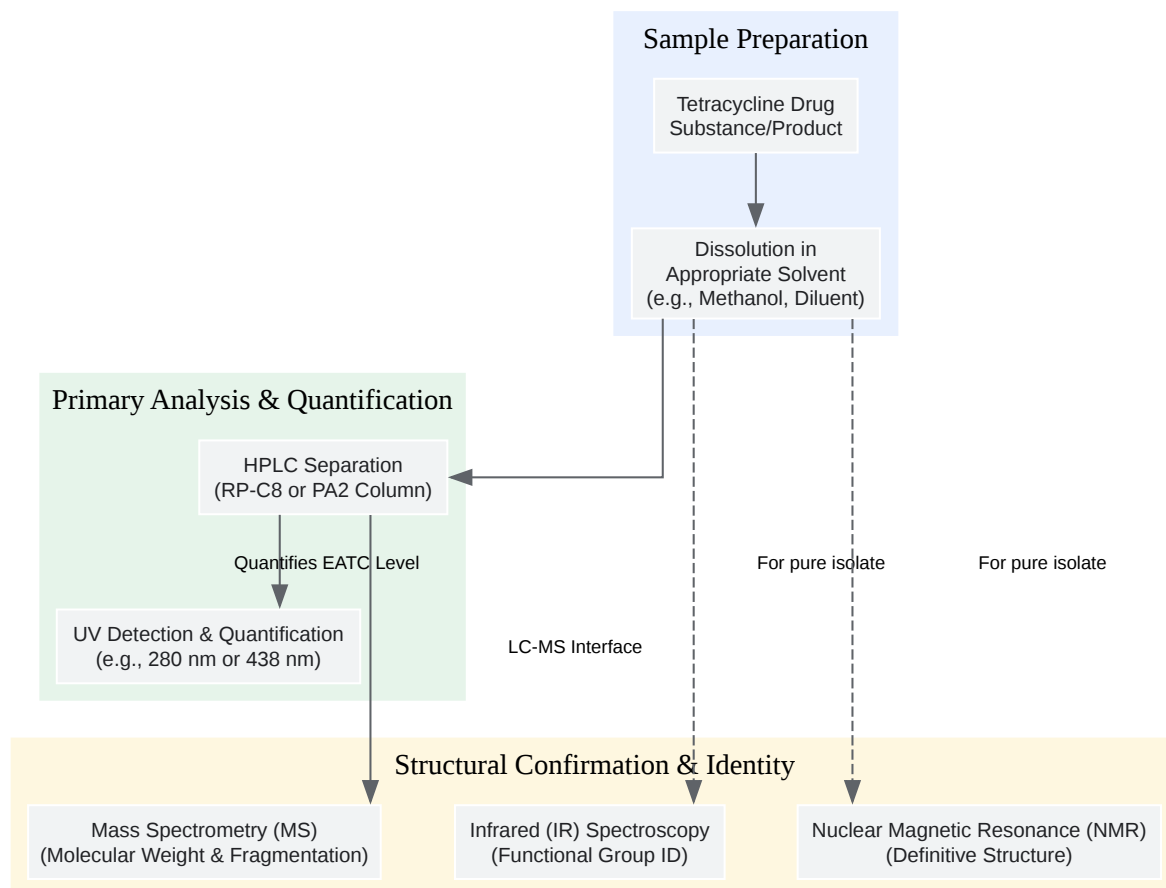 Sample Preparation
Tetracycline Drug
Substance/Product
Dissolution in
Appropriate Solvent
(e.g., Methanol, Diluent)
Primary Analysis & Quantification
HPLC Separation
(RP-C8 or PA2 Column)
Quantifies EATC Level
For pure isolate
For pure isolate
UV Detection & Quantification
(e.g., 280 nm or 438 nm)
LC-MS Interface
Structural Confirmation & Identity
Mass Spectrometry (MS)
(Molecular Weight & Fragmentation)
Infrared (IR) Spectroscopy
(Functional Group ID)
Nuclear Magnetic Resonance (NMR)
(Definitive Structure)